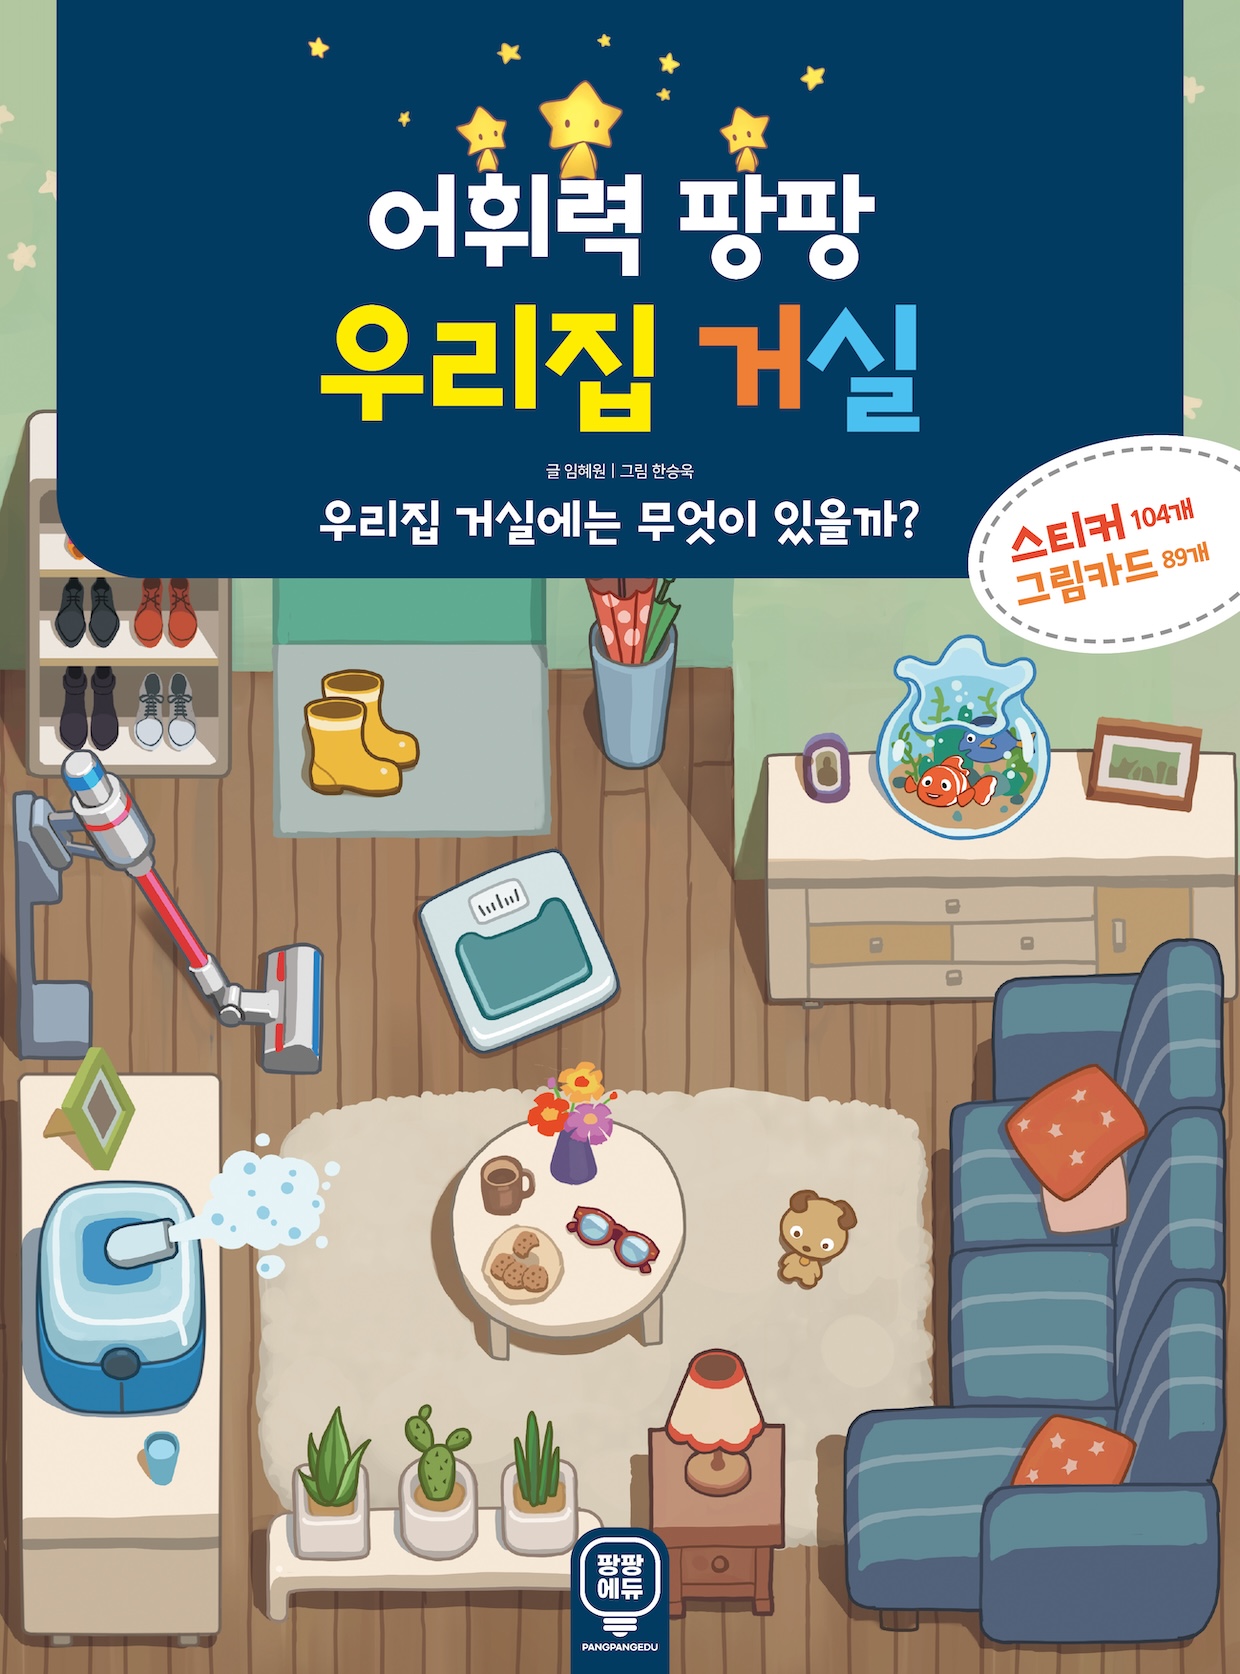 어휘력 팡팡
우리집 거실
글 임혜원 | 그림 한승욱
우리집 거실에는 무엇이 있을까?
스티커 104개
그림카드 89개
팡팡
에듀
PANGPANGEDU